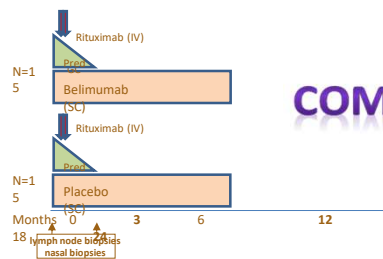 Rituximab (IV)
Pred
N=1
5
Belimumab
(SC)
Rituximab (IV)
Pred
N=1
5
Placebo
(SC)
Months 0 3 6 12
18 24
lymph node biopsies
nasal biopsies
COM